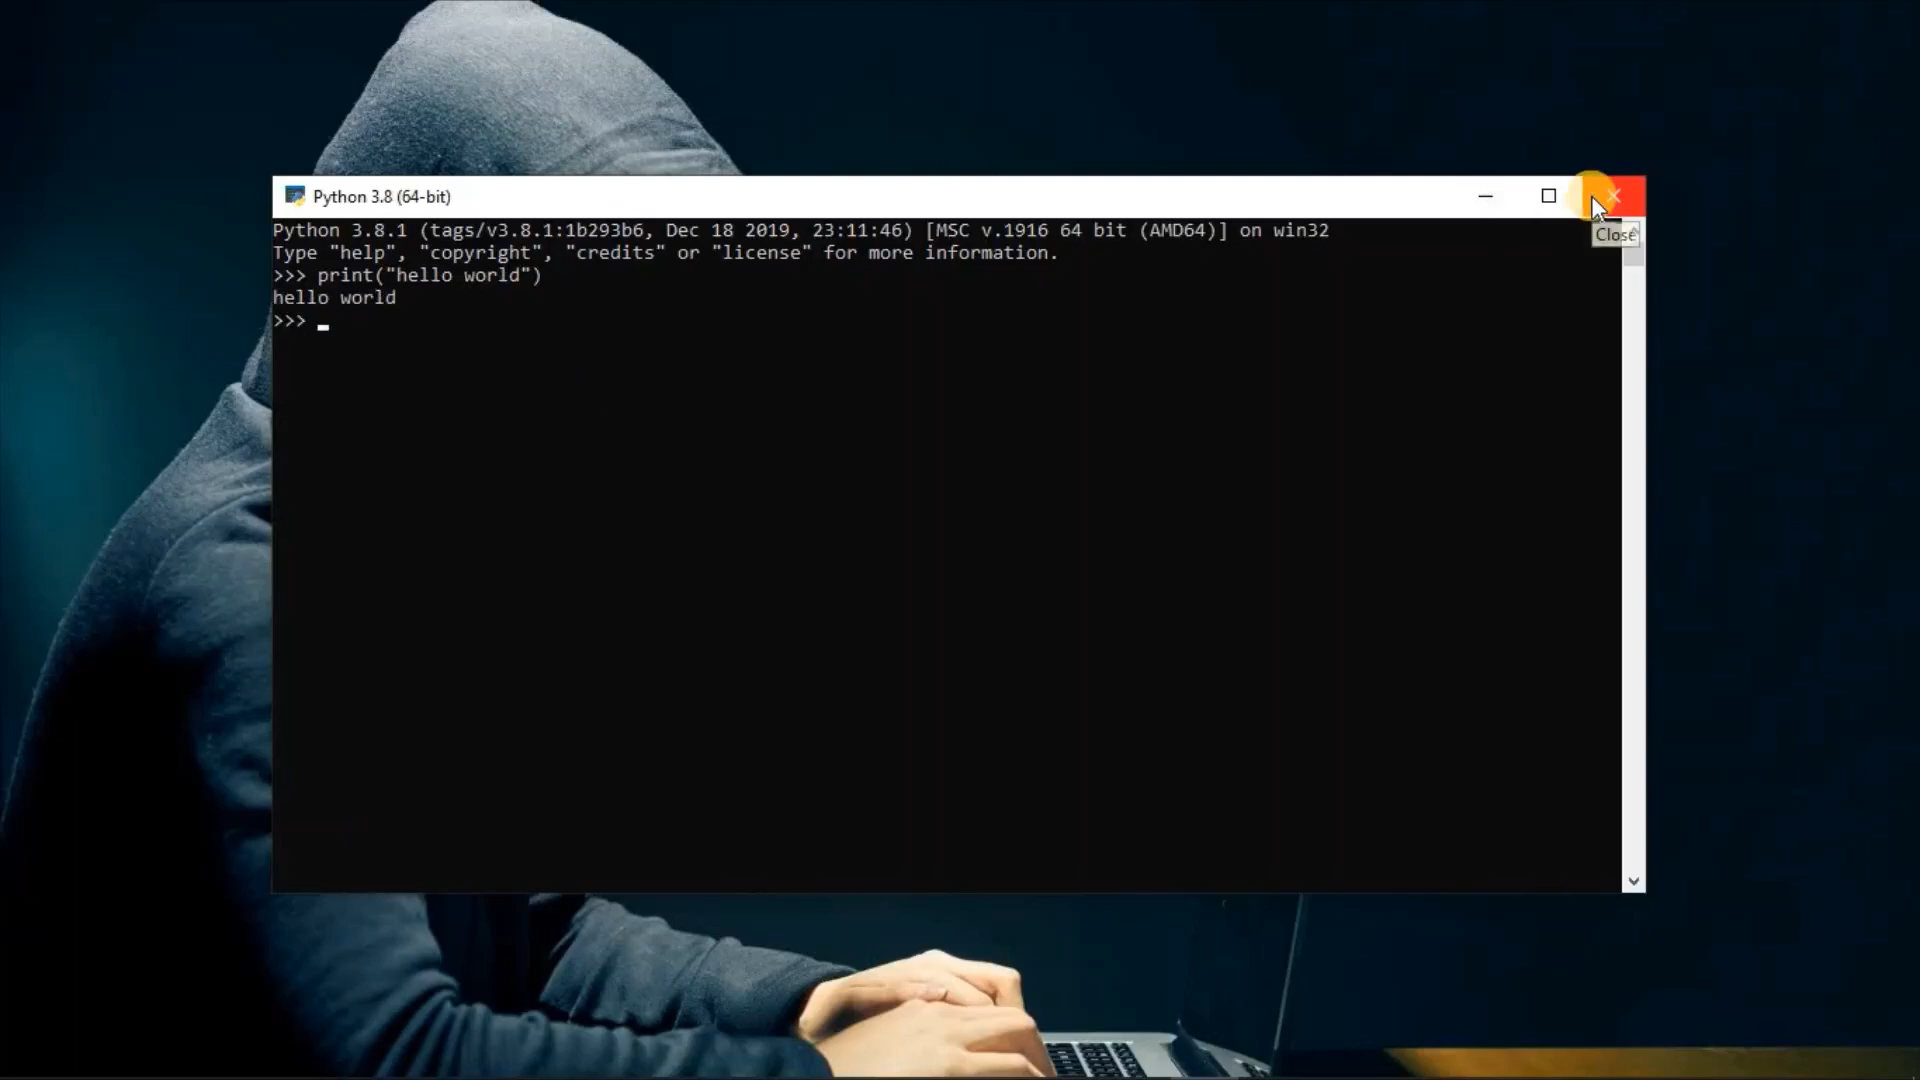 Python 3.8 (64-bit)
Python 3.8.1 (tags/v3.8.1:1b293b6, Dec 18 2019, 23:11:46) [MSC v.1916 64 bit (AMD64)] on win32
Close
Type "help", "copyright", "credits" or "license" for more information.
>>> print("hello world")
hello world
>>>